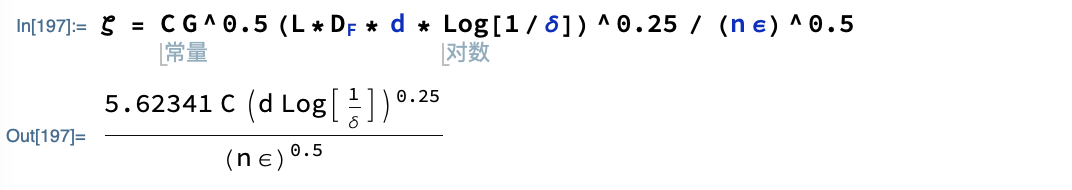 In[197]:= ζ = C G^0.5 (L*D_F * d * Log[1/δ])^0.25 / (n ϵ)^0.5
常量 对数
Out[197]= 5.62341 C (d Log[1/δ])^0.25 / (n ϵ)^0.5